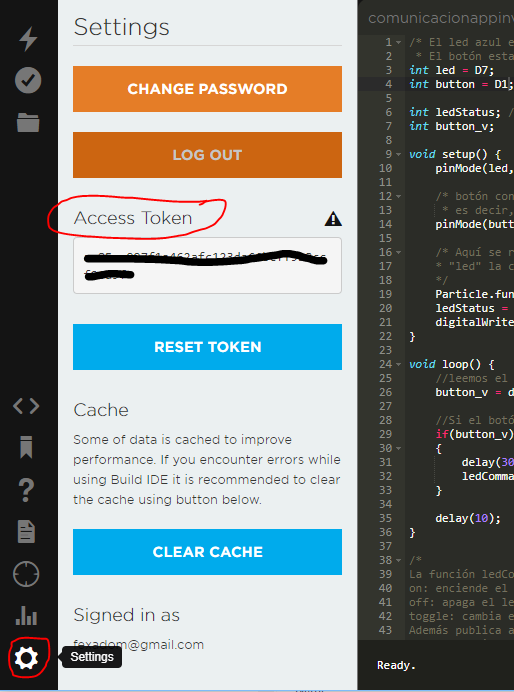 Settings
CHANGE PASSWORD
LOG OUT
Access Token
RESET TOKEN
Cache
Some of data is cached to improve
performance. If you encounter errors while
using Build IDE it is recommended to clear
the cache using button below.
CLEAR CACHE
Signed in as
fexadom@gmail.com
Settings
comunicacionappin
1 /* El led azul e
2 * El botón esta
3 int led = D7;
4 int button = D1;
5
6 int ledStatus; /
7 int button_v;
8
9 void setup() {
10 pinMode(led,
11
12 /* botón con
13 * es decir,
14 pinMode(butt
15
16 /* Aquí se r
17 * "led" la c
18 */
19 Particle.fun
20 ledStatus =
21 digitalWrite
22 }
23
24 void loop() {
25 //leemos el
26 button_v = d
27
28 //Si el botó
29 if(button_v)
30 {
31 delay(30
32 ledComma
33 }
34
35 delay(10);
36 }
37
38 /*
39 La función ledCo
40 on: enciende el
41 off: apaga el le
42 toggle: cambia e
43 Además publica a
Ready.